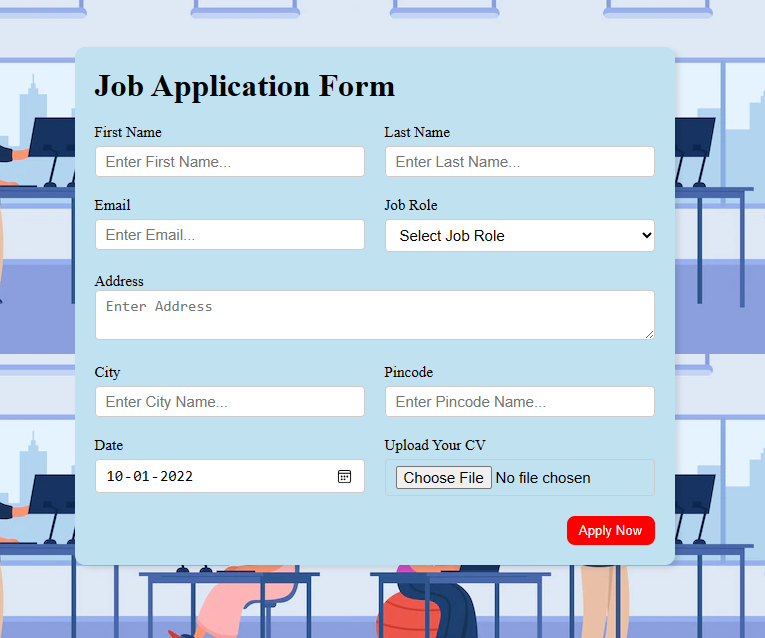 Job Application Form
First Name
Last Name
Enter First Name...
Enter Last Name...
Email
Job Role
Enter Email...
Select Job Role
Address
Enter Address
City
Pincode
Enter City Name...
Enter Pincode Name...
Date
Upload Your CV
10-01-2022
Choose File No file chosen
Apply Now